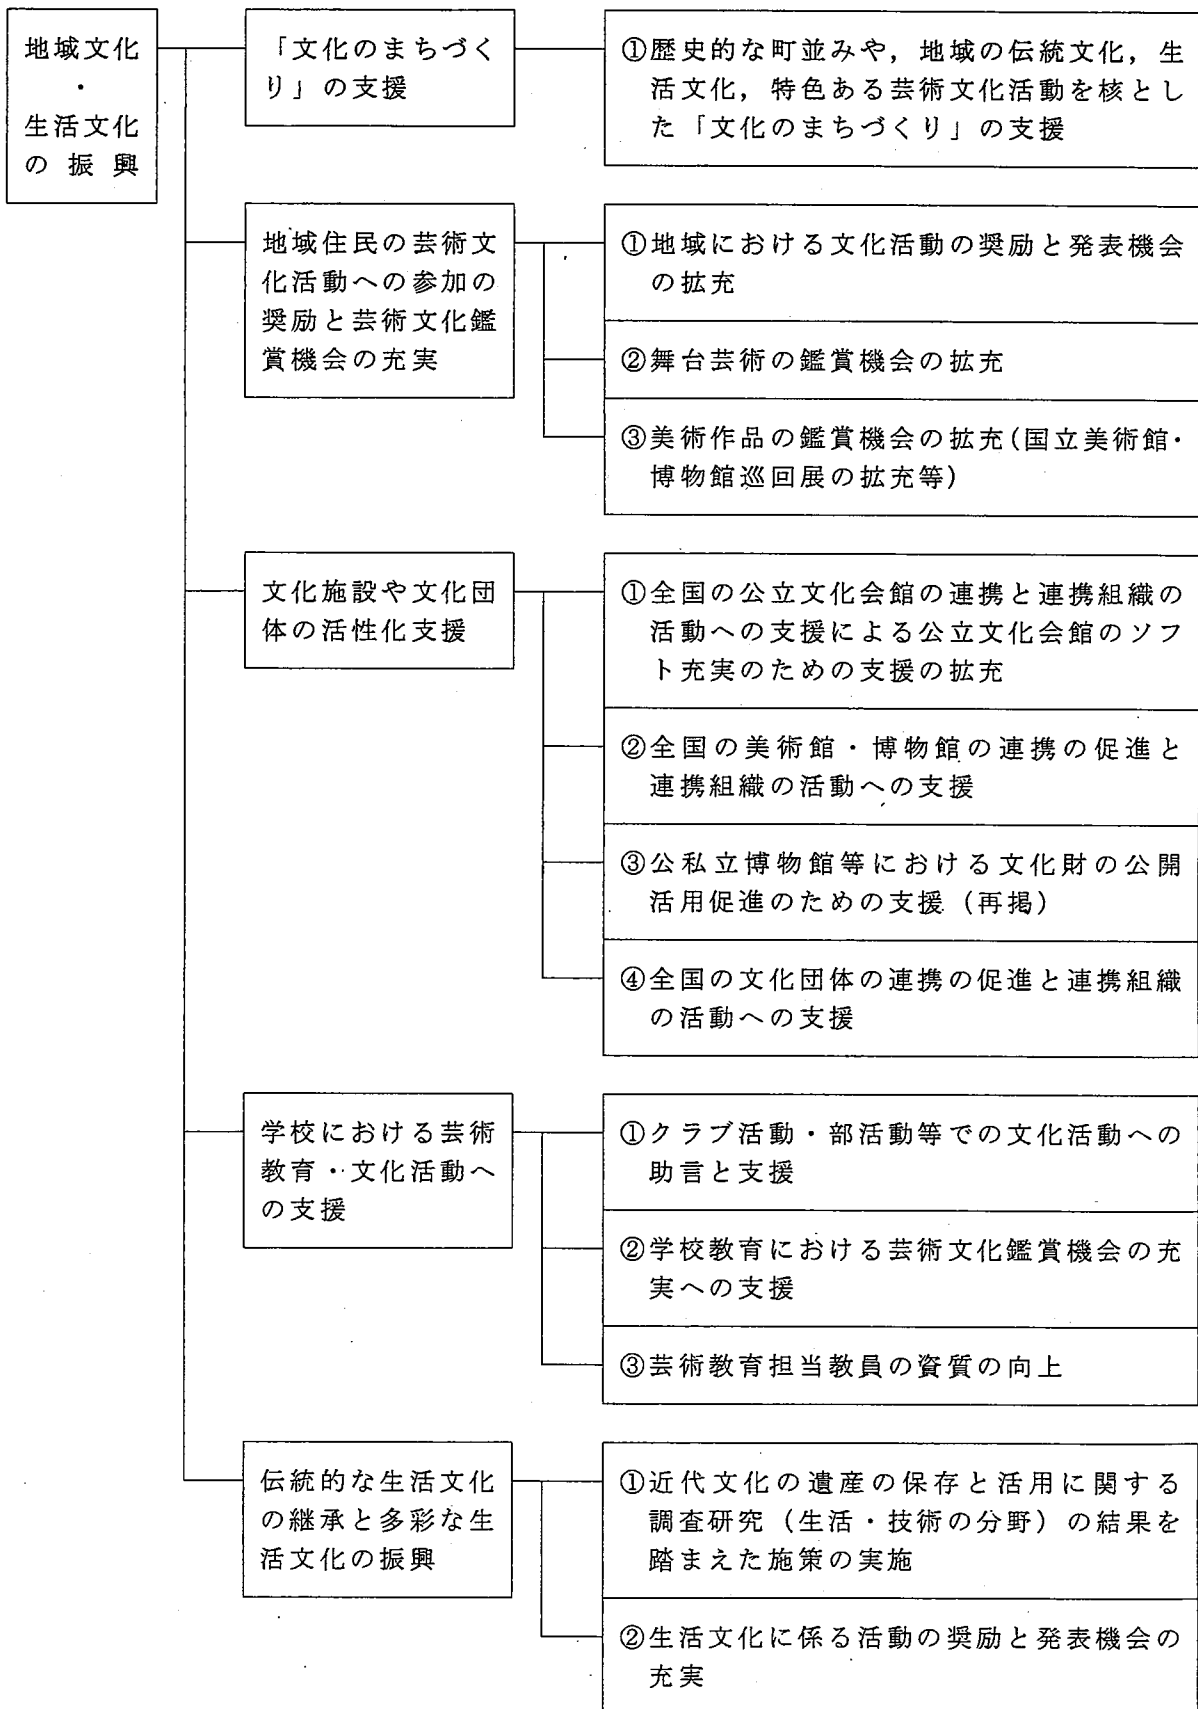 地域文化
・
生活文化
の振興
「文化のまちづく
り」の支援
①歴史的な町並みや，地域の伝統文化，生
活文化，特色ある芸術文化活動を核とし
た「文化のまちづくり」の支援
地域住民の芸術文
化活動への参加の
奨励と芸術文化鑑
賞機会の充実
①地域における文化活動の奨励と発表機会
の拡充
②舞台芸術の鑑賞機会の拡充
③美術作品の鑑賞機会の拡充(国立美術館・
博物館巡回展の拡充等)
文化施設や文化団
体の活性化支援
①全国の公立文化会館の連携と連携組織の
活動への支援による公立文化会館のソフ
ト充実のための支援の拡充
②全国の美術館・博物館の連携の促進と
連携組織の活動への支援
③公私立博物館等における文化財の公開
活用促進のための支援（再掲）
④全国の文化団体の連携の促進と連携組織
の活動への支援
学校における芸術
教育・文化活動へ
の支援
①クラブ活動・部活動等での文化活動への
助言と支援
②学校教育における芸術文化鑑賞機会の充
実への支援
③芸術教育担当教員の資質の向上
伝統的な生活文化
の継承と多彩な生
活文化の振興
①近代文化の遺産の保存と活用に関する
調査研究（生活・技術の分野）の結果を
踏まえた施策の実施
②生活文化に係る活動の奨励と発表機会の
充実